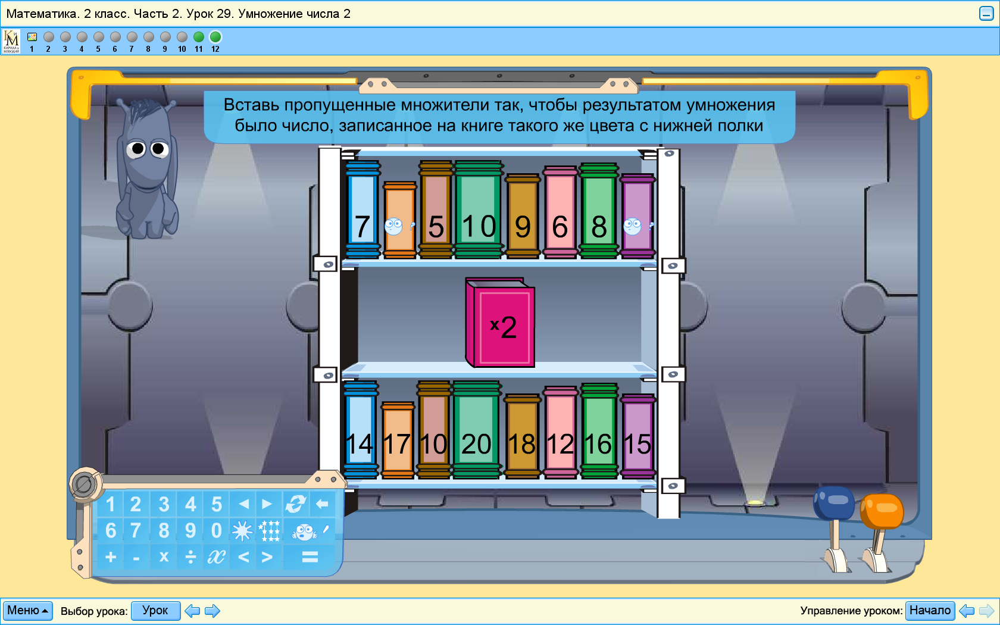 Математика. 2 класс. Часть 2. Урок 29. Умножение числа 2
К и М
КИРИЛЛ и МЕФОДИЙ
1 2 3 4 5 6 7 8 9 10 11 12
Вставь пропущенные множители так, чтобы результатом умножения
было число, записанное на книге такого же цвета с нижней полки
7 ? 5 10 9 6 8 ?
x2
14 17 10 20 18 12 16 15
1 2 3 4 5
6 7 8 9 0 !
+ - x ÷ x < > =
Меню Выбор урока: Урок Управление уроком: Начало